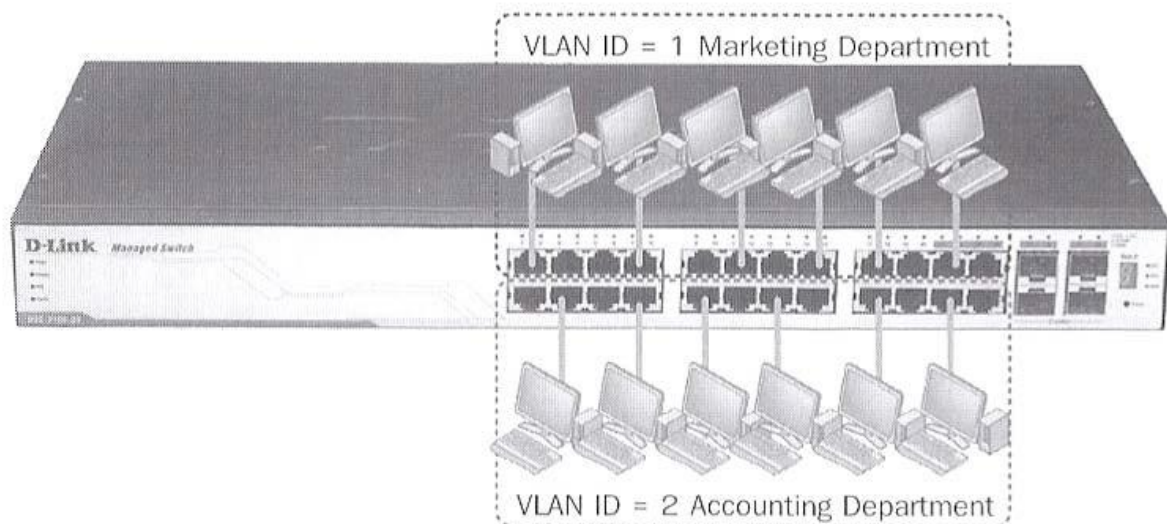 VLAN ID = 1 Marketing Department
D-Link Managed Switch
VLAN ID = 2 Accounting Department